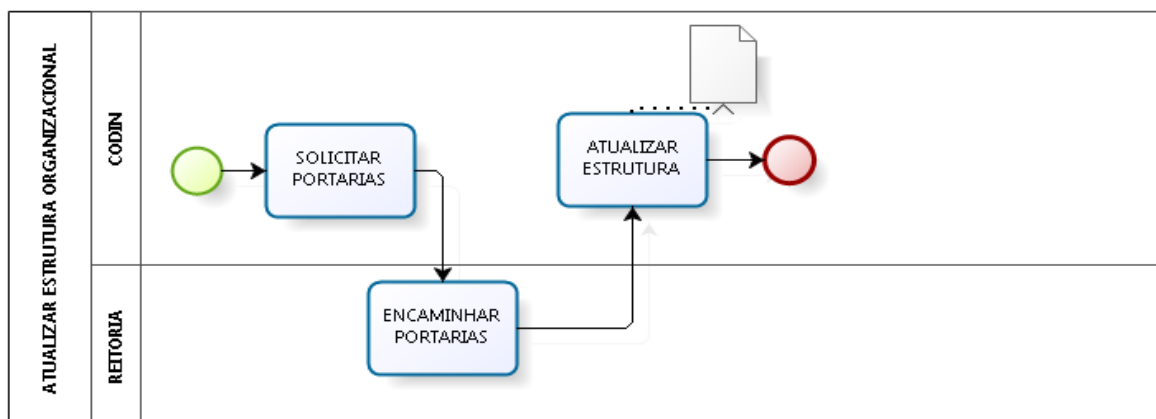 ATUALIZAR ESTRUTURA ORGANIZACIONAL
CODIN
SOLICITAR
PORTARIAS
ATUALIZAR
ESTRUTURA
REITORIA
ENCAMINHAR
PORTARIAS